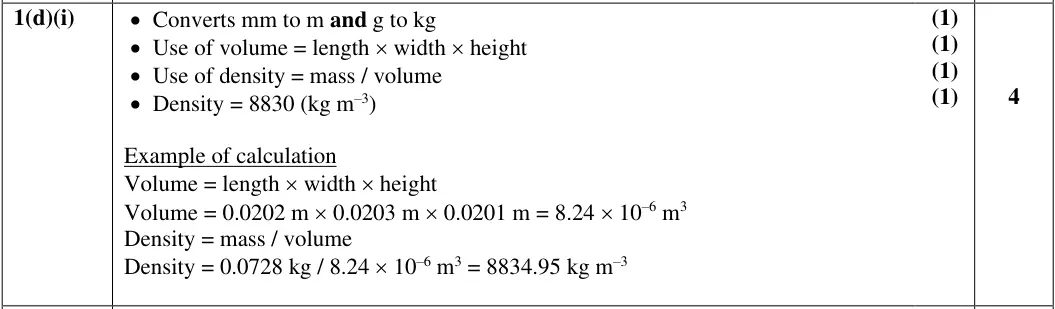 1(d)(i)
• Converts mm to m and g to kg (1)
• Use of volume = length × width × height (1)
• Use of density = mass / volume (1)
• Density = 8830 (kg m⁻³) (1) 4
Example of calculation
Volume = length × width × height
Volume = 0.0202 m × 0.0203 m × 0.0201 m = 8.24 × 10⁻⁶ m³
Density = mass / volume
Density = 0.0728 kg / 8.24 × 10⁻⁶ m³ = 8834.95 kg m⁻³